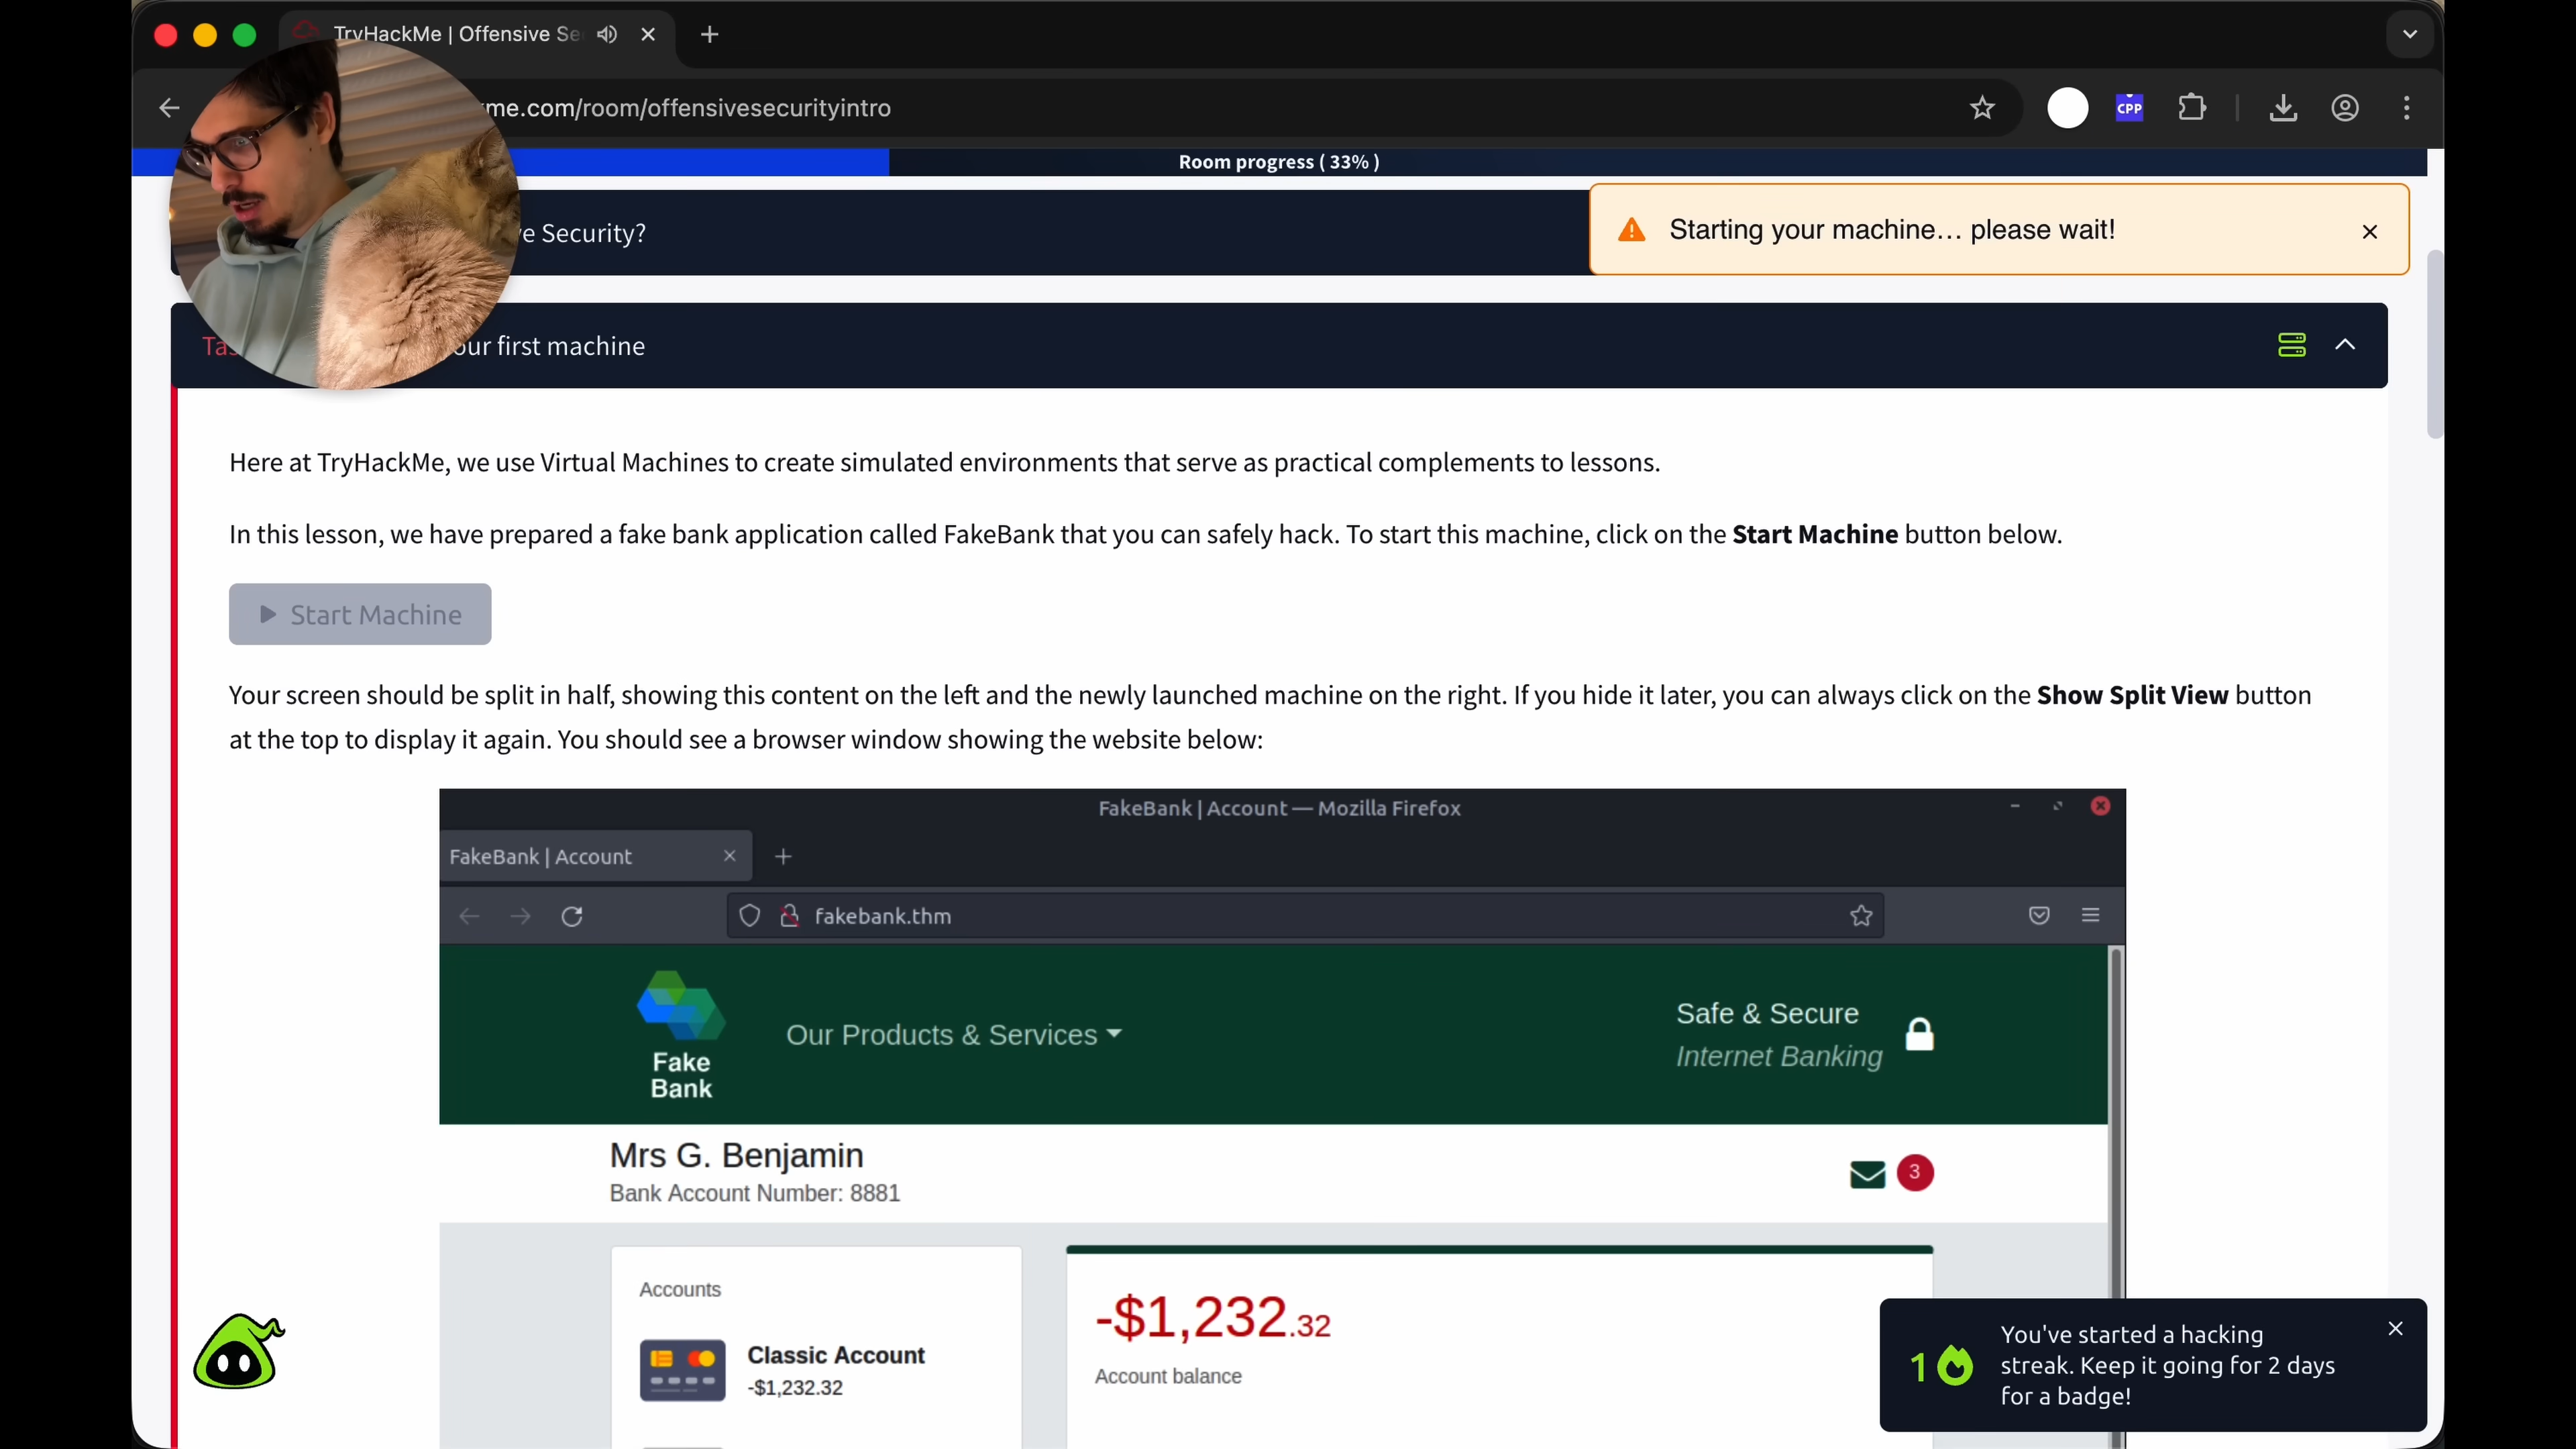 TryHackMe | Offensive Se
me.com/room/offensivesecurityintro
CPP
Room progress ( 33% )
Security?
Starting your machine… please wait!
our first machine
Here at TryHackMe, we use Virtual Machines to create simulated environments that serve as practical complements to lessons.
In this lesson, we have prepared a fake bank application called FakeBank that you can safely hack. To start this machine, click on the Start Machine button below.
Start Machine
Your screen should be split in half, showing this content on the left and the newly launched machine on the right. If you hide it later, you can always click on the Show Split View button
at the top to display it again. You should see a browser window showing the website below:
FakeBank | Account — Mozilla Firefox
FakeBank | Account
fakebank.thm
Fake
Bank
Our Products & Services
Safe & Secure
Internet Banking
Mrs G. Benjamin
Bank Account Number: 8881
3
Accounts
Classic Account
-$1,232.32
-$1,232.32
Account balance
1
You've started a hacking
streak. Keep it going for 2 days
for a badge!